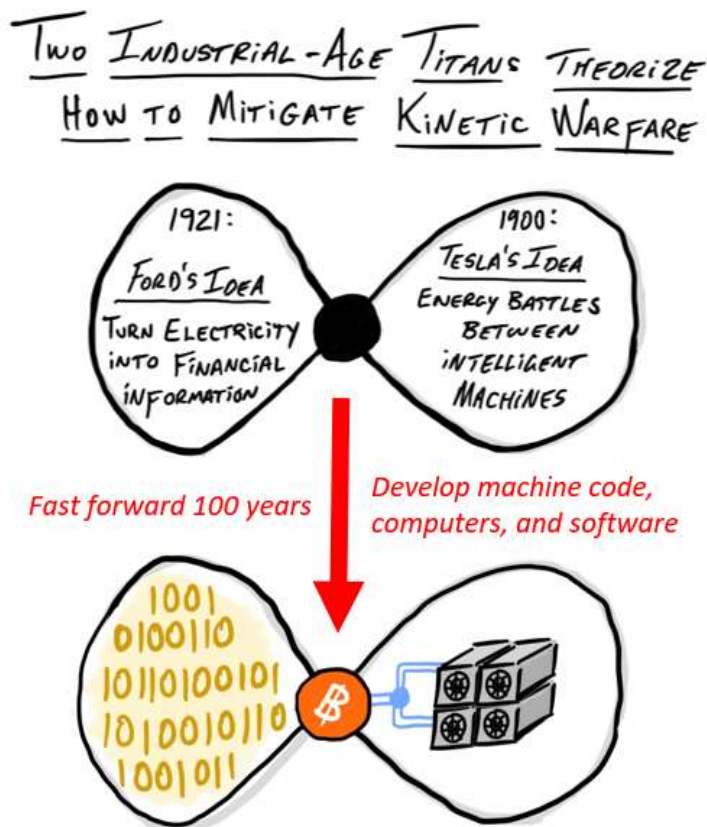 Two Industrial-Age Titans Theorize
How to Mitigate Kinetic Warfare
1921:
Ford's Idea
Turn Electricity
into Financial
information
1900:
Tesla's Idea
Energy Battles
Between
intelligent
Machines
Fast forward 100 years
Develop machine code,
computers, and software
1001
0100110
10110100101
10100010110
1001011
₿